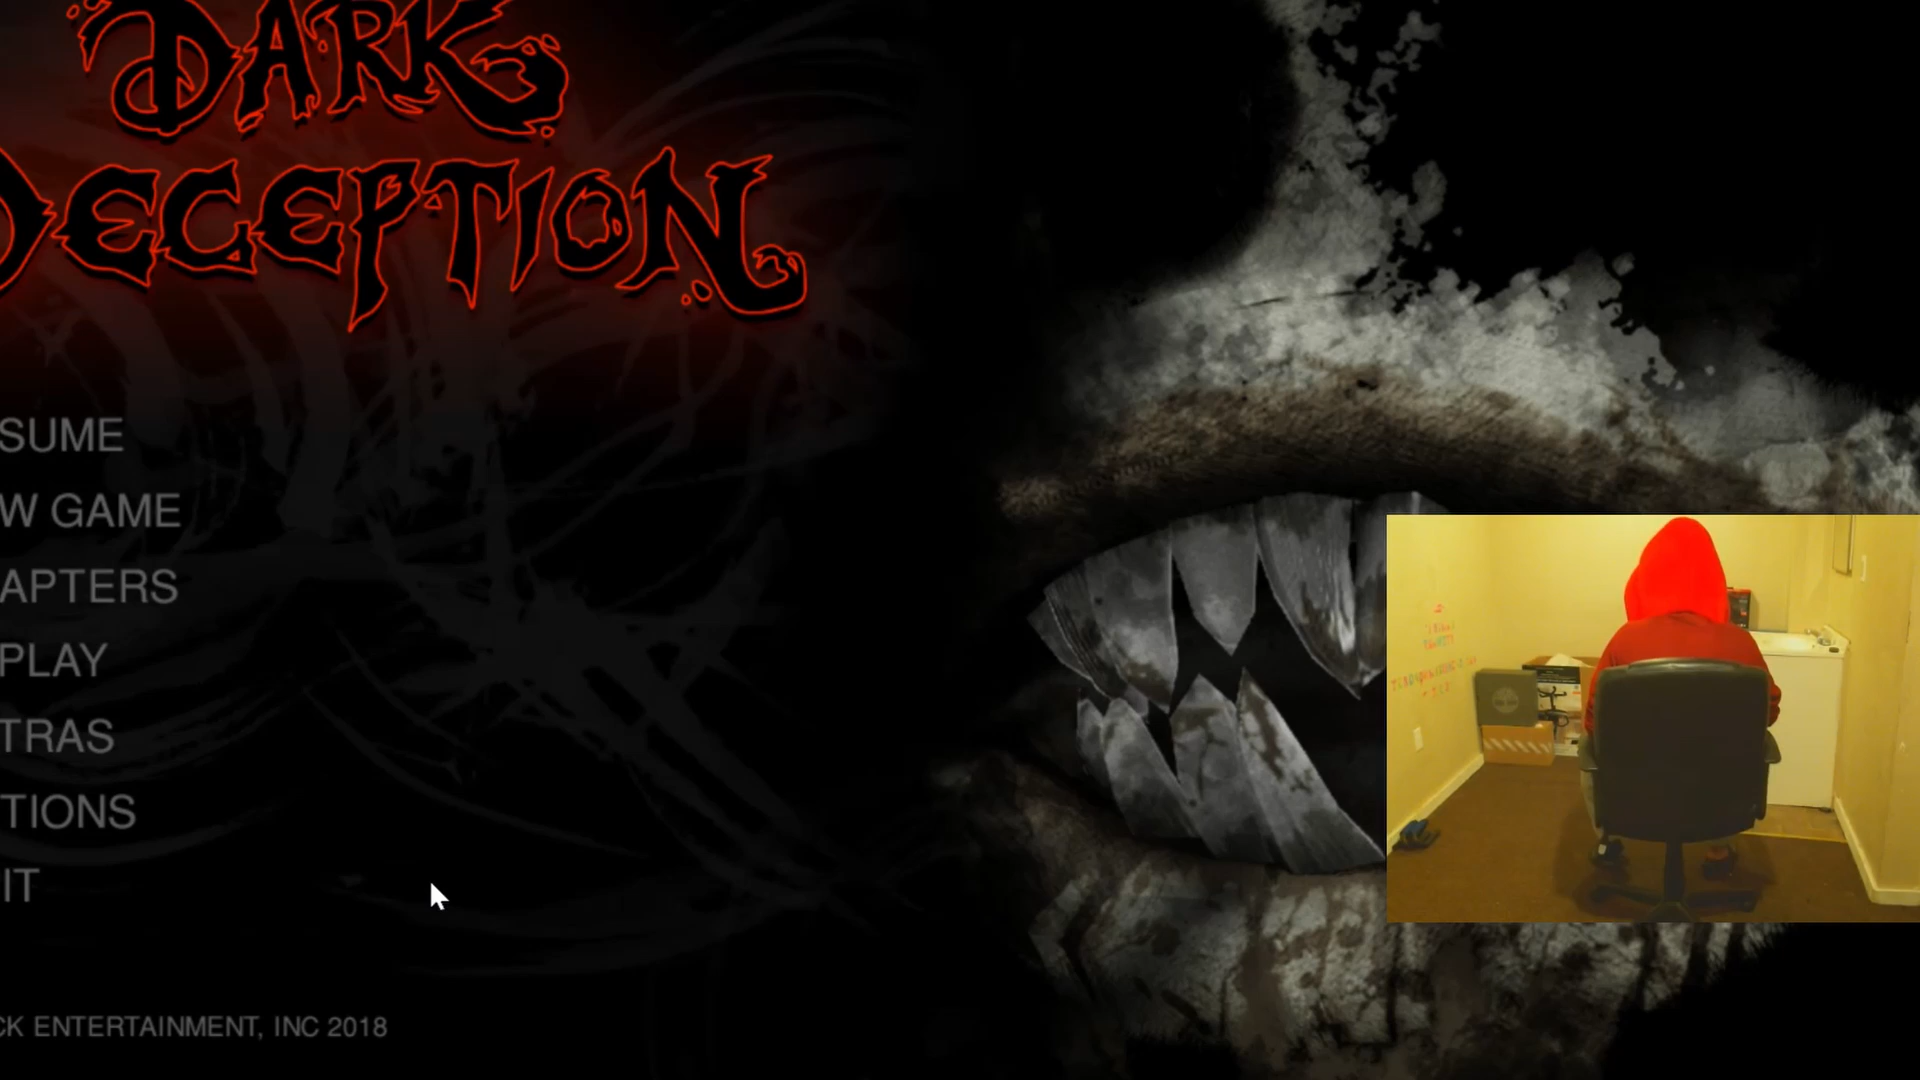 DARK
DECEPTION
SUME
W GAME
APTERS
PLAY
TRAS
TIONS
IT
CK ENTERTAINMENT, INC 2018